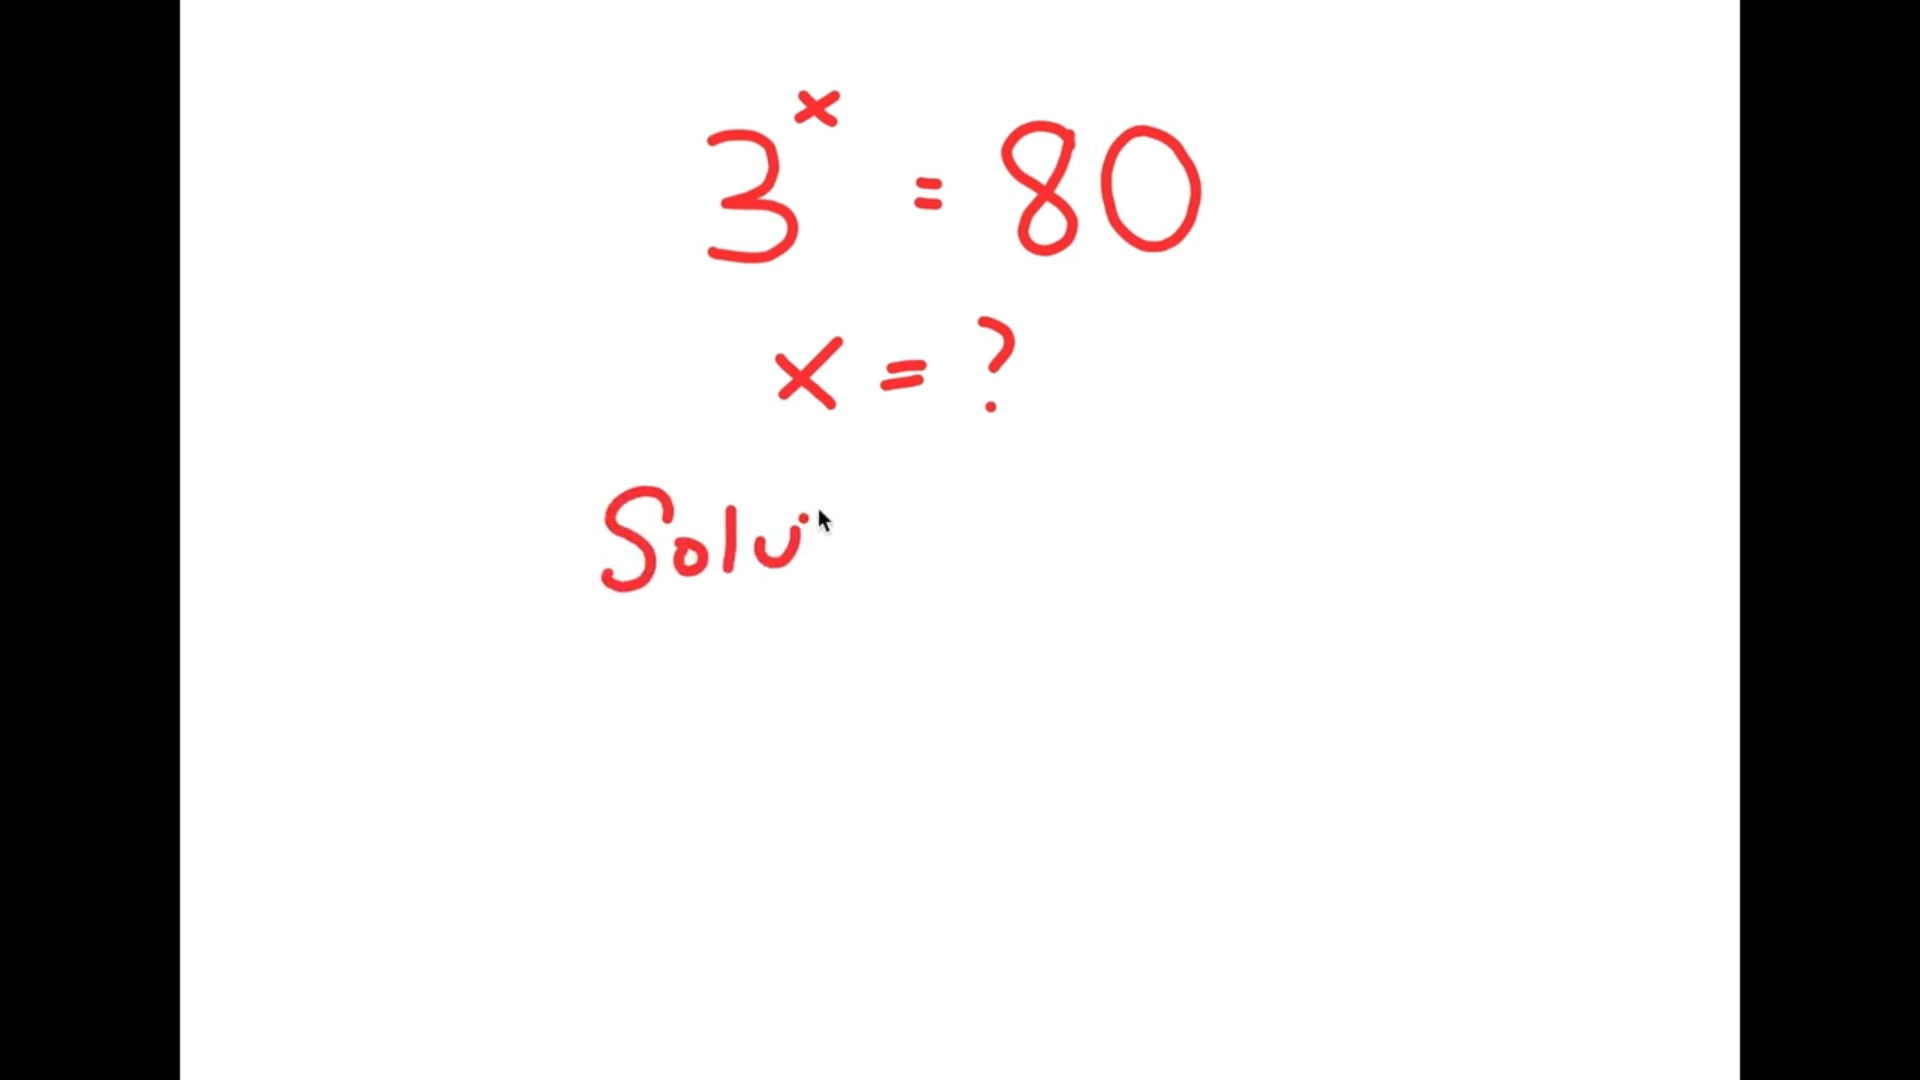 3^x = 80
x = ?
Solu